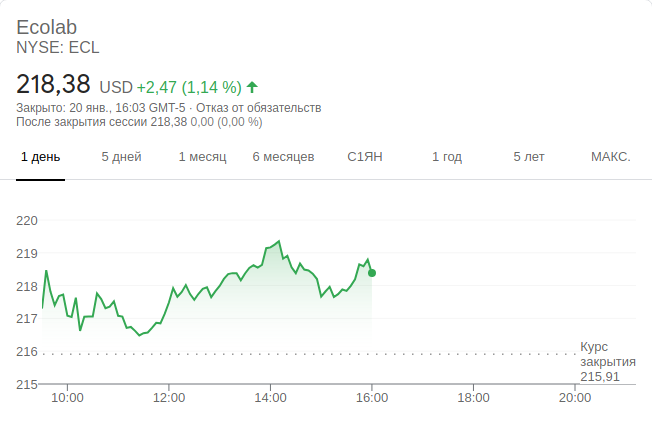 Ecolab
NYSE: ECL
218,38 USD +2,47 (1,14 %)
Закрыто: 20 янв., 16:03 GMT-5 · Отказ от обязательств
После закрытия сессии 218,38 0,00 (0,00 %)
1 день 5 дней 1 месяц 6 месяцев С1ЯН 1 год 5 лет МАКС.
220
219
218
217
216
Курс
закрытия
215,91
215
10:00 12:00 14:00 16:00 18:00 20:00